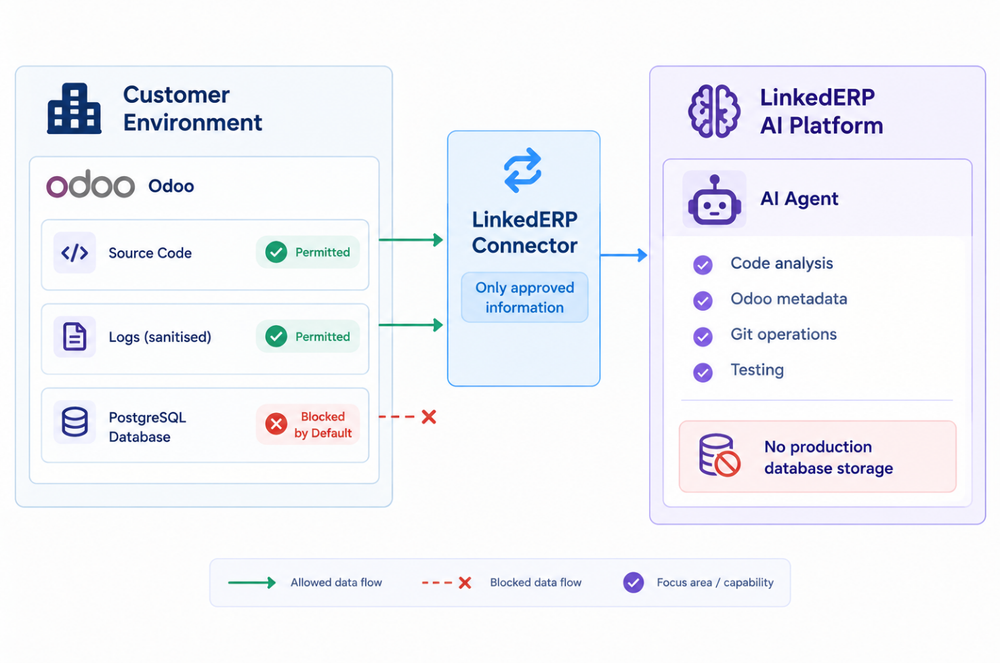 Customer
Environment
odoo Odoo
Source Code
Permitted
Logs (sanitised)
Permitted
PostgreSQL
Database
Blocked
by Default
LinkedERP
Connector
Only approved
information
LinkedERP
AI Platform
AI Agent
Code analysis
Odoo metadata
Git operations
Testing
No production
database storage
Allowed data flow
Blocked data flow
Focus area / capability